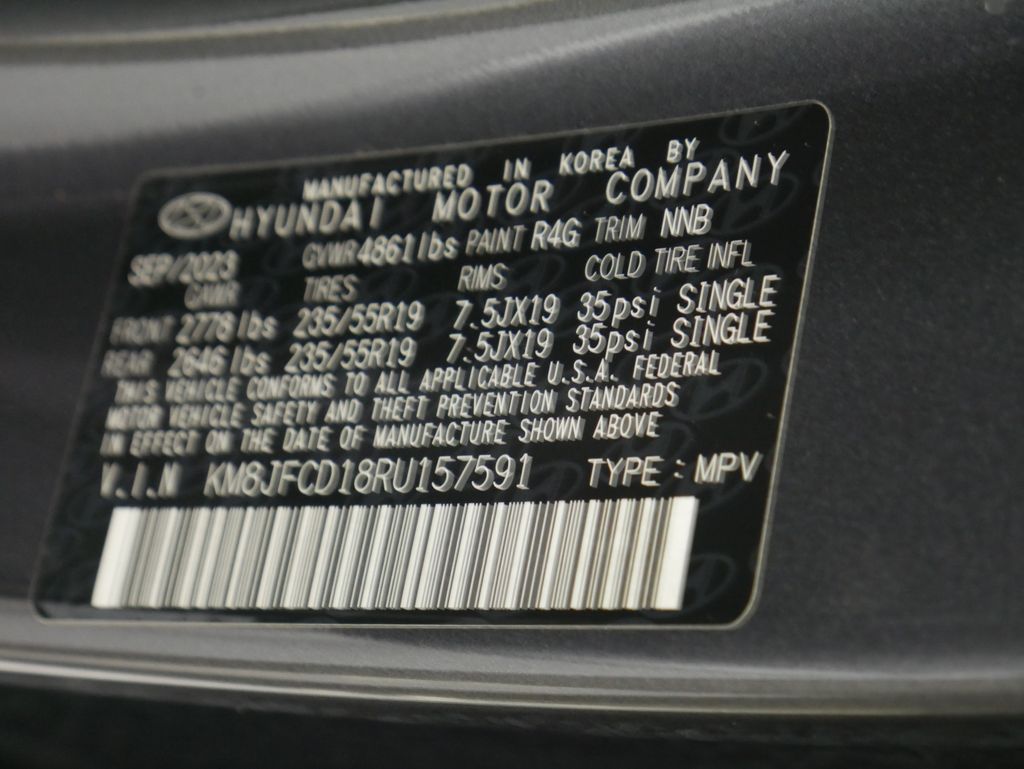 MANUFACTURED IN KOREA BY
HYUNDAI MOTOR COMPANY
SEP/2023 GVWR 4861lbs PAINT R4G TRIM NNB
GAWR TIRES RIMS COLD TIRE INFL
FRONT 2778 lbs 235/55R19 7.5JX19 35psi SINGLE
REAR 2646 lbs 235/55R19 7.5JX19 35psi SINGLE
THIS VEHICLE CONFORMS TO ALL APPLICABLE U.S.A. FEDERAL
MOTOR VEHICLE SAFETY AND THEFT PREVENTION STANDARDS
IN EFFECT ON THE DATE OF MANUFACTURE SHOWN ABOVE
V.I.N KM8JFCD18RU157591 TYPE : MPV